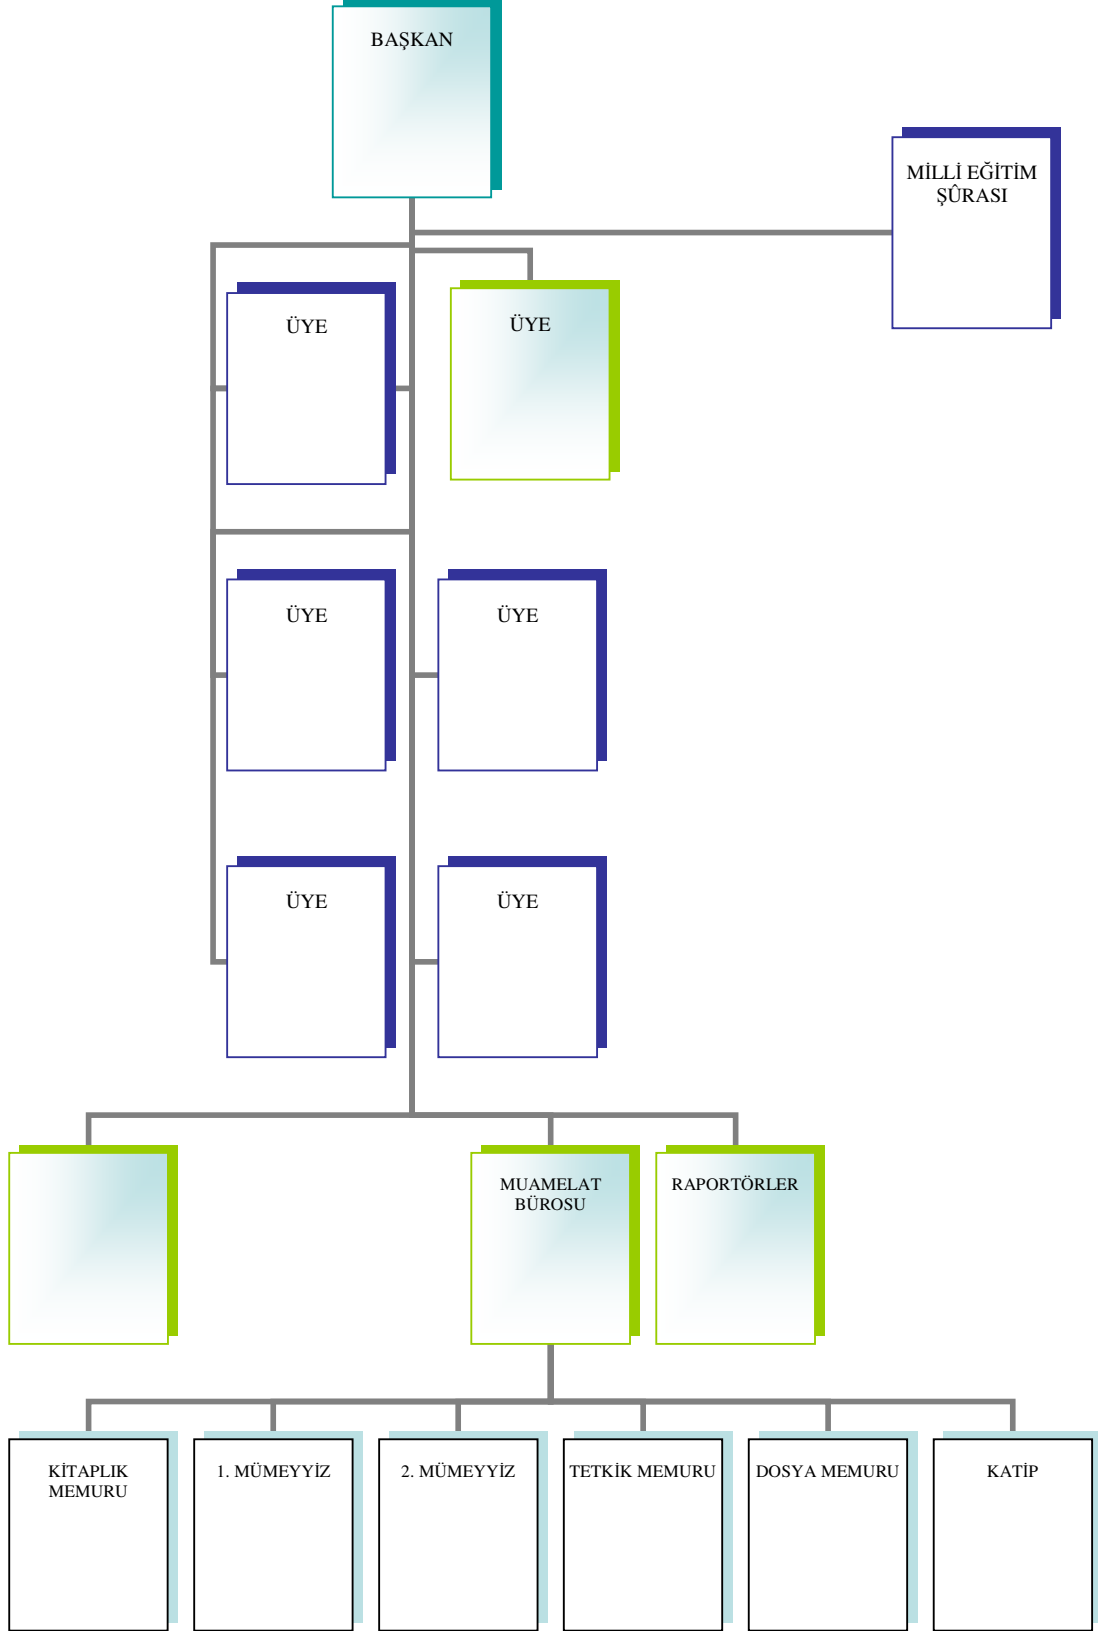 BAŞKAN
MİLLİ EĞİTİM
ŞÛRASI
ÜYE
ÜYE
ÜYE
ÜYE
ÜYE
ÜYE
MUAMELAT
BÜROSU
RAPORTÖRLER
KİTAPLIK
MEMURU
1. MÜMEYYİZ
2. MÜMEYYİZ
TETKİK MEMURU
DOSYA MEMURU
KATİP